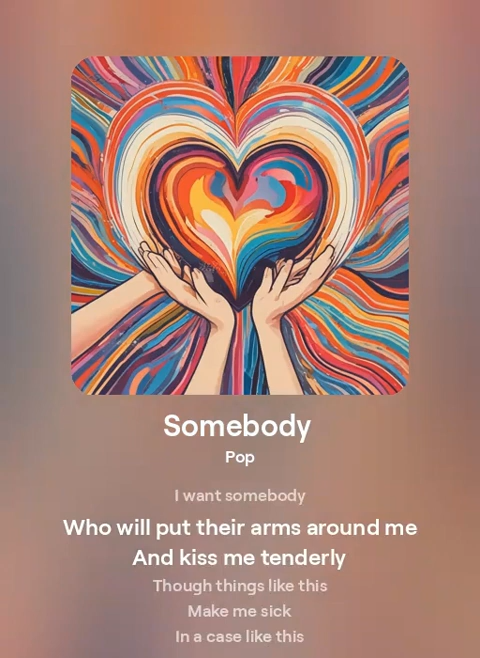 Somebody
Pop
I want somebody
Who will put their arms around me
And kiss me tenderly
Though things like this
Make me sick
In a case like this